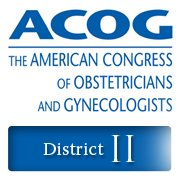 ACOG
THE AMERICAN CONGRESS
OF OBSTETRICIANS
AND GYNECOLOGISTS
District II